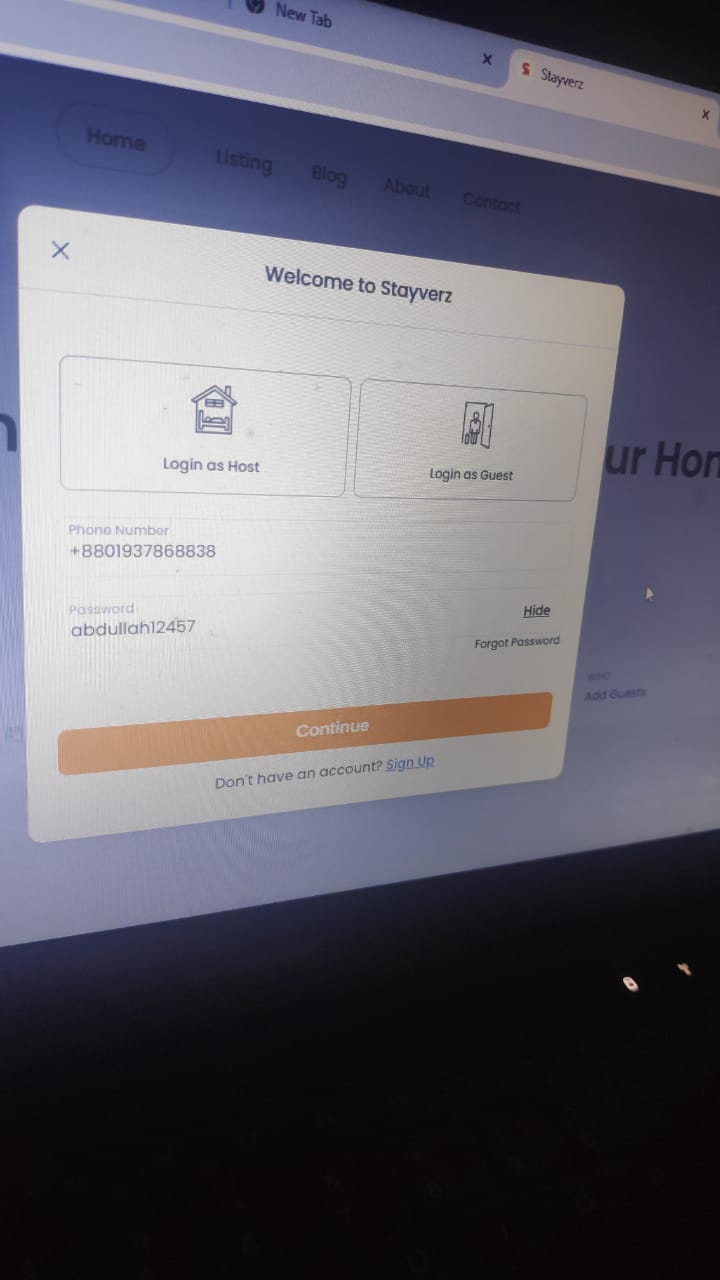 New Tab
Stayverz
Home
Listing
Blog
About
Contact
Welcome to Stayverz
Login as Host
Login as Guest
ur Hon
Phone Number
+8801937868838
Password
abdullah12457
Hide
Forgot Password
WHO
Add Guests
Continue
Don't have an account? Sign Up